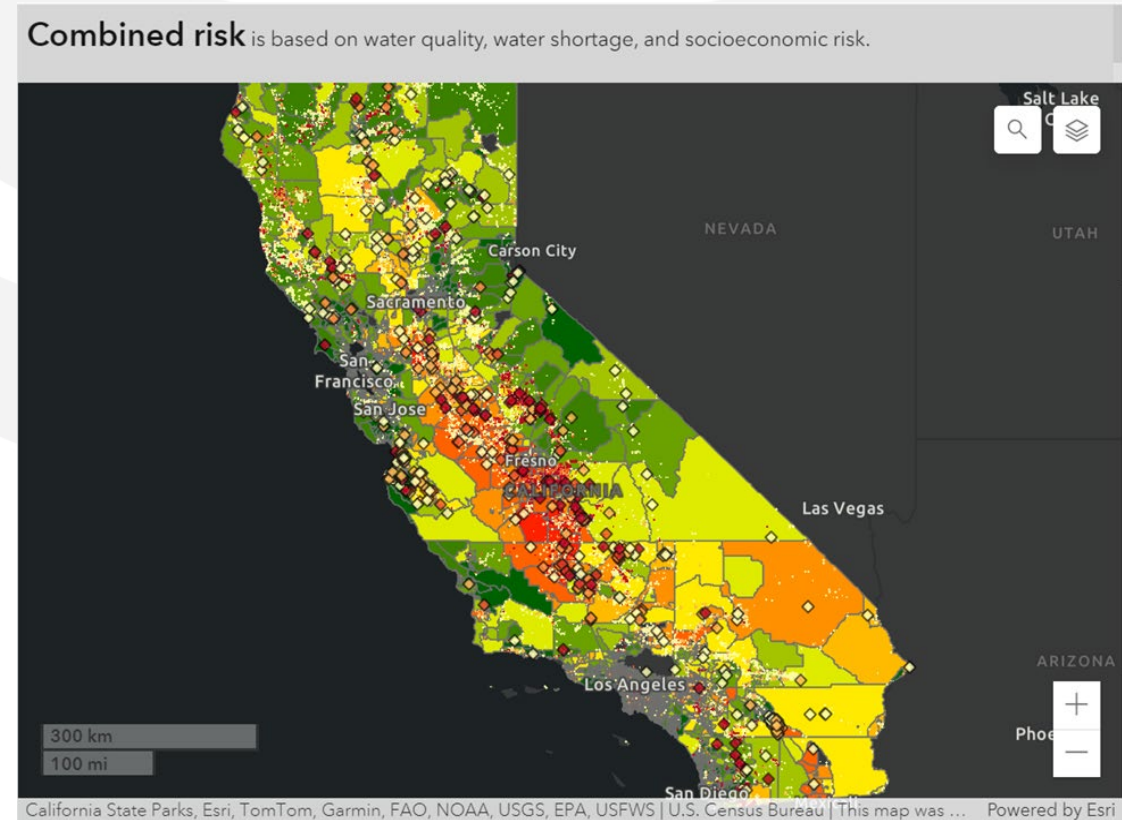 Combined risk is based on water quality, water shortage, and socioeconomic risk.
Salt Lake
NEVADA
UTAH
Carson City
Sacramento
San
Francisco
San Jose
Fresno
CALIFORNIA
Las Vegas
ARIZONA
Los Angeles
300 km
100 mi
Phoe
San Diego
Mexicali
California State Parks, Esri, TomTom, Garmin, FAO, NOAA, USGS, EPA, USFWS | U.S. Census Bureau | This map was ... Powered by Esri